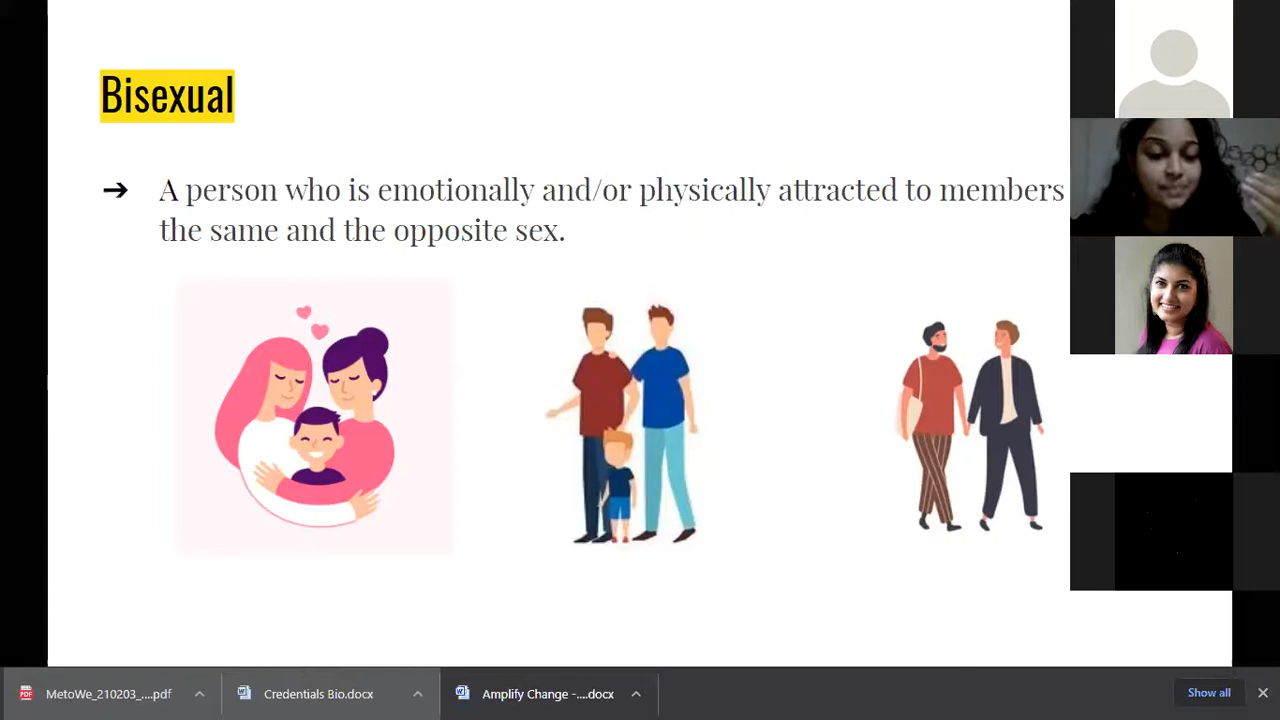 Bisexual
➔ A person who is emotionally and/or physically attracted to members
the same and the opposite sex.
MetoWe_210203_....pdf
Credentials Bio.docx
Amplify Change -....docx
Show all